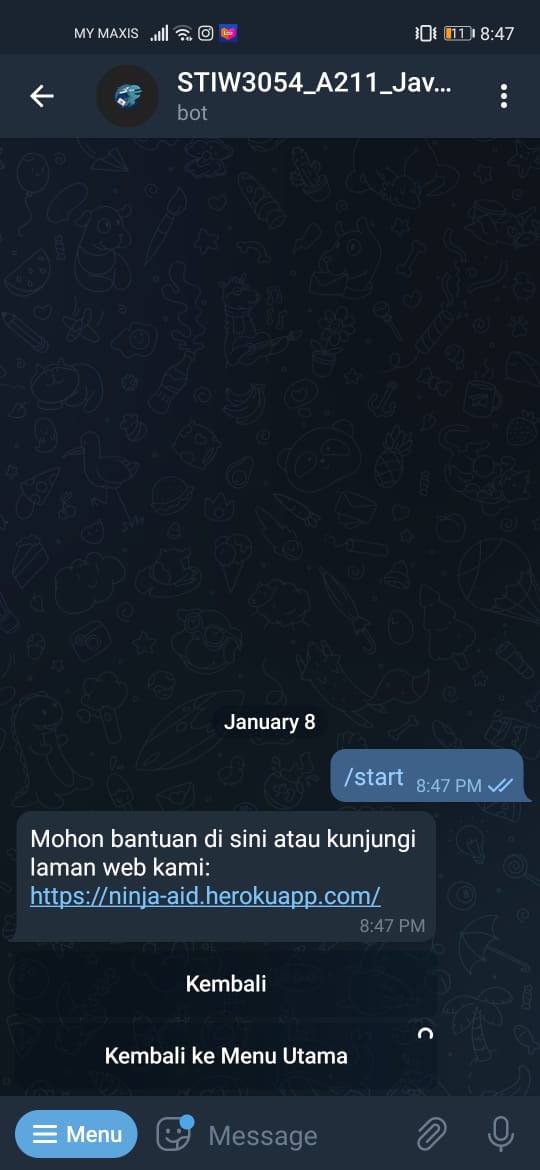 MY MAXIS
11 8:47
STIW3054_A211_Jav...
bot
January 8
/start 8:47 PM
Mohon bantuan di sini atau kunjungi
laman web kami:
https://ninja-aid.herokuapp.com/
8:47 PM
Kembali
Kembali ke Menu Utama
Menu
Message